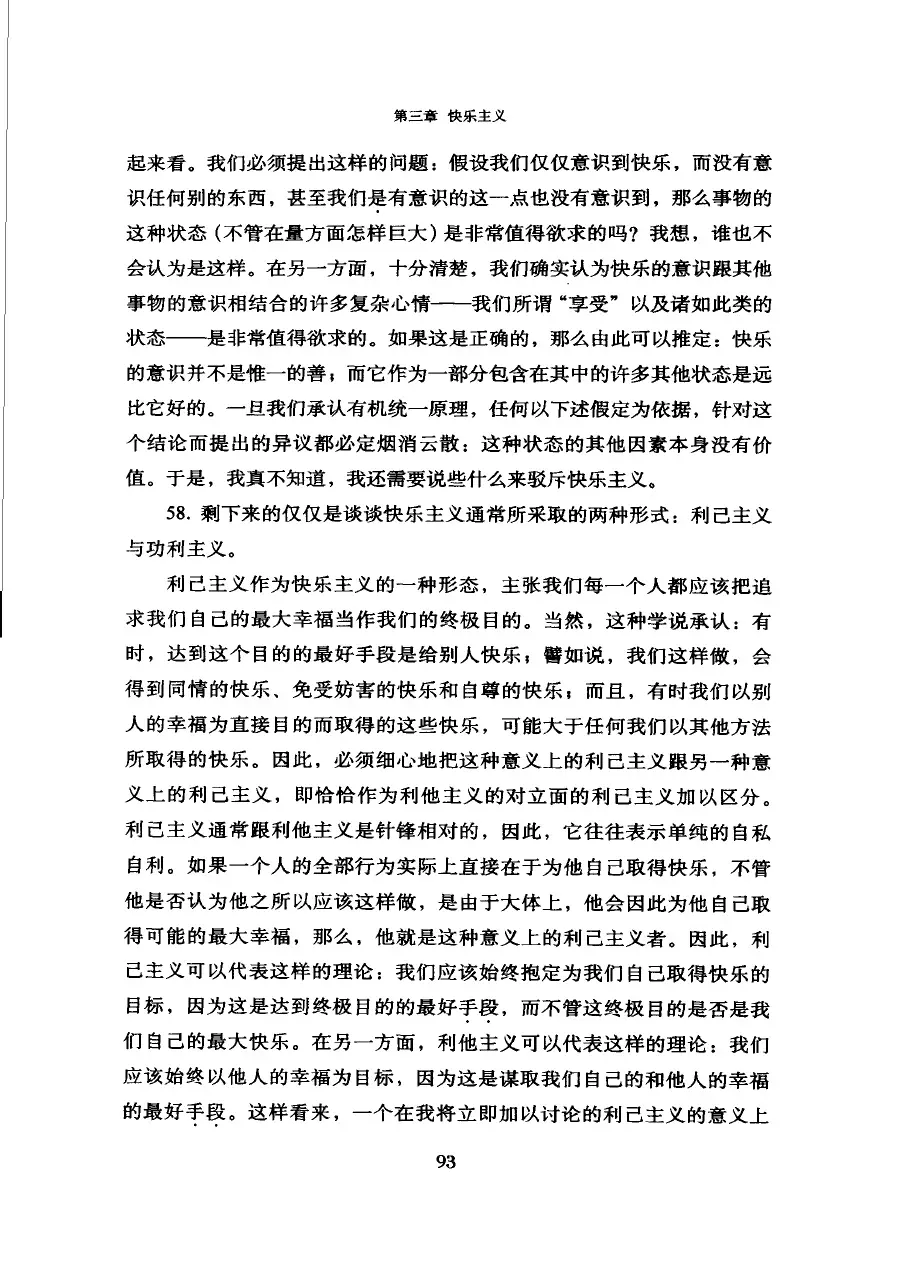 第三章 快乐主义
起来看。我们必须提出这样的问题：假设我们仅仅意识到快乐，而没有意
识任何别的东西，甚至我们是有意识的这一点也没有意识到，那么事物的
这种状态（不管在量方面怎样巨大）是非常值得欲求的吗？我想，谁也不
会认为是这样。在另一方面，十分清楚，我们确实认为快乐的意识跟其他
事物的意识相结合的许多复杂心情——我们所谓“享受”以及诸如此类的
状态——是非常值得欲求的。如果这是正确的，那么由此可以推定：快乐
的意识并不是惟一的善；而它作为一部分包含在其中的许多其他状态是远
比它好的。一旦我们承认有机统一原理，任何以下述假定为依据，针对这
个结论而提出的异议都必定烟消云散：这种状态的其他因素本身没有价
值。于是，我真不知道，我还需要说些什么来驳斥快乐主义。
58. 剩下来的仅仅是谈谈快乐主义通常所采取的两种形式：利己主义
与功利主义。
利己主义作为快乐主义的一种形态，主张我们每一个人都应该把追
求我们自己的最大幸福当作我们的终极目的。当然，这种学说承认：有
时，达到这个目的的最好手段是给别人快乐；譬如说，我们这样做，会
得到同情的快乐、免受妨害的快乐和自尊的快乐；而且，有时我们以别
人的幸福为直接目的而取得的这些快乐，可能大于任何我们以其他方法
所取得的快乐。因此，必须细心地把这种意义上的利己主义跟另一种意
义上的利己主义，即恰恰作为利他主义的对立面的利己主义加以区分。
利己主义通常跟利他主义是针锋相对的，因此，它往往表示单纯的自私
自利。如果一个人的全部行为实际上直接在于为他自己取得快乐，不管
他是否认为他之所以应该这样做，是由于大体上，他会因此为他自己取
得可能的最大幸福，那么，他就是这种意义上的利己主义者。因此，利
己主义可以代表这样的理论：我们应该始终抱定为我们自己取得快乐的
目标，因为这是达到终极目的的最好手段，而不管这终极目的是否是我
们自己的最大快乐。在另一方面，利他主义可以代表这样的理论：我们
应该始终以他人的幸福为目标，因为这是谋取我们自己的和他人的幸福
的最好手段。这样看来，一个在我将立即加以讨论的利己主义的意义上
93